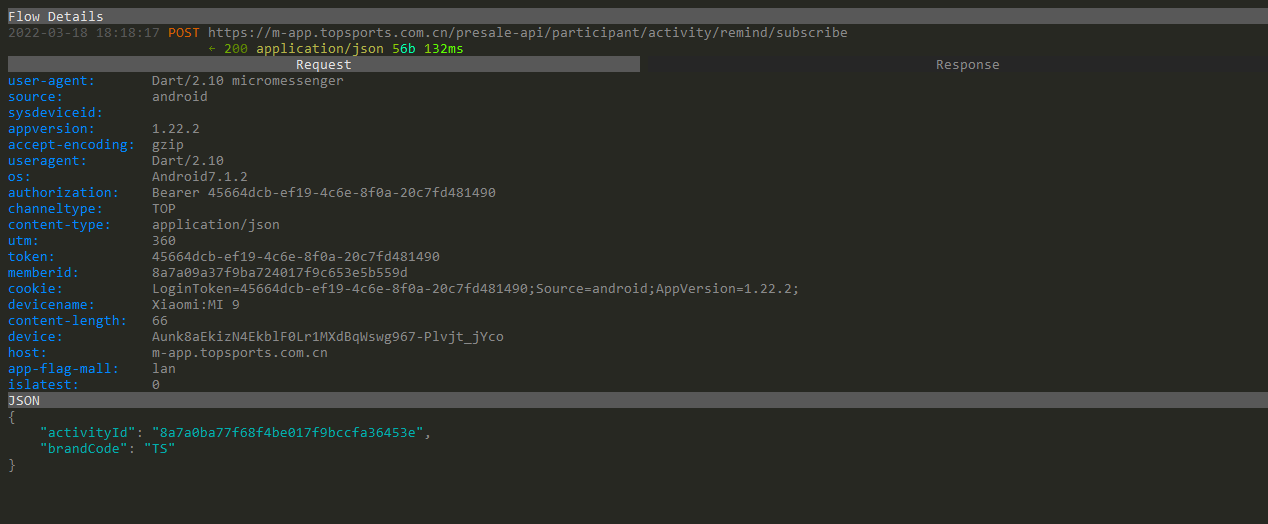 Flow Details
2022-03-18 18:18:17 POST https://m-app.topsports.com.cn/presale-api/participant/activity/remind/subscribe
← 200 application/json 56b 132ms
Request Response
user-agent: Dart/2.10 micromessenger
source: android
sysdeviceid:
appversion: 1.22.2
accept-encoding: gzip
useragent: Dart/2.10
os: Android7.1.2
authorization: Bearer 45664dcb-ef19-4c6e-8f0a-20c7fd481490
channeltype: TOP
content-type: application/json
utm: 360
token: 45664dcb-ef19-4c6e-8f0a-20c7fd481490
memberid: 8a7a09a37f9ba724017f9c653e5b559d
cookie: LoginToken=45664dcb-ef19-4c6e-8f0a-20c7fd481490;Source=android;AppVersion=1.22.2;
devicename: Xiaomi:MI 9
content-length: 66
device: Aunk8aEkizN4EkblF0Lr1MXdBqWswg967-Plvjt_jYco
host: m-app.topsports.com.cn
app-flag-mall: lan
islatest: 0
JSON
{
"activityId": "8a7a0ba77f68f4be017f9bccfa36453e",
"brandCode": "TS"
}